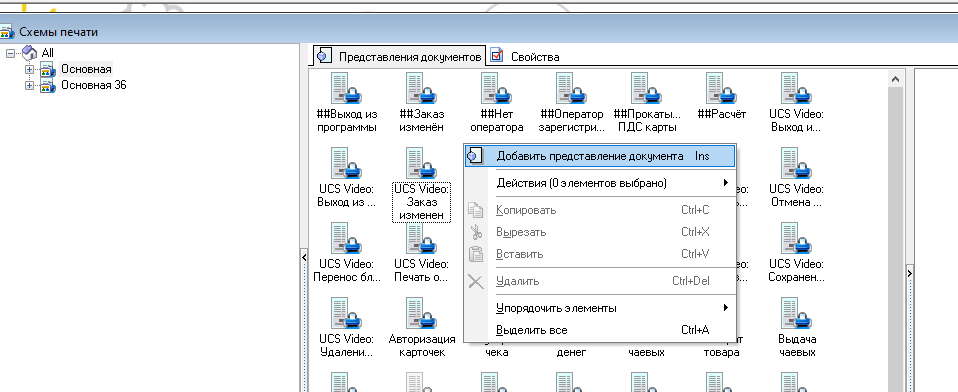 Схемы печати
All
Основная
Основная 36
Представления документов
Свойства
##Выход из программы
##Заказ изменён
##Нет оператора
##Оператор зарегистри...
##Прокаты... ПДС карты
##Расчёт
UCS Video: Выход и...
UCS Video: Выход из ...
UCS Video: Заказ изменен
UCS Video: Отмена ...
UCS Video: Перенос бл...
UCS Video: Печать о...
UCS Video: Сохранен...
UCS Video: Удалени...
Авторизация карточек
чека
денег
чаевых
товара
Выдача чаевых
Добавить представление документа Ins
Действия (0 элементов выбрано)
Копировать Ctrl+C
Вырезать Ctrl+X
Вставить Ctrl+V
Удалить Ctrl+Del
Упорядочить элементы
Выделить все Ctrl+A